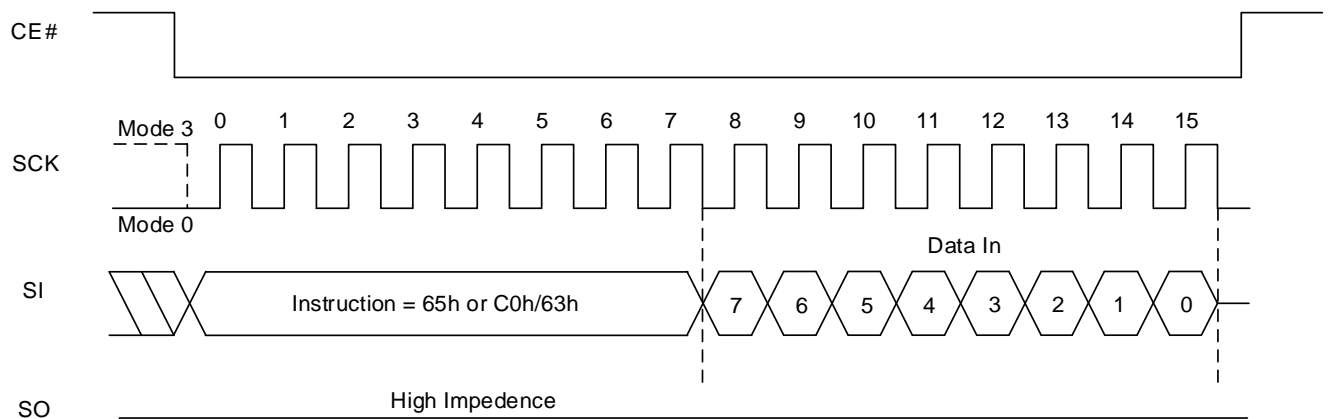 CE#
Mode 3 0 1 2 3 4 5 6 7 8 9 10 11 12 13 14 15
SCK
Mode 0
Data In
SI Instruction = 65h or C0h/63h 7 6 5 4 3 2 1 0
High Impedence
SO